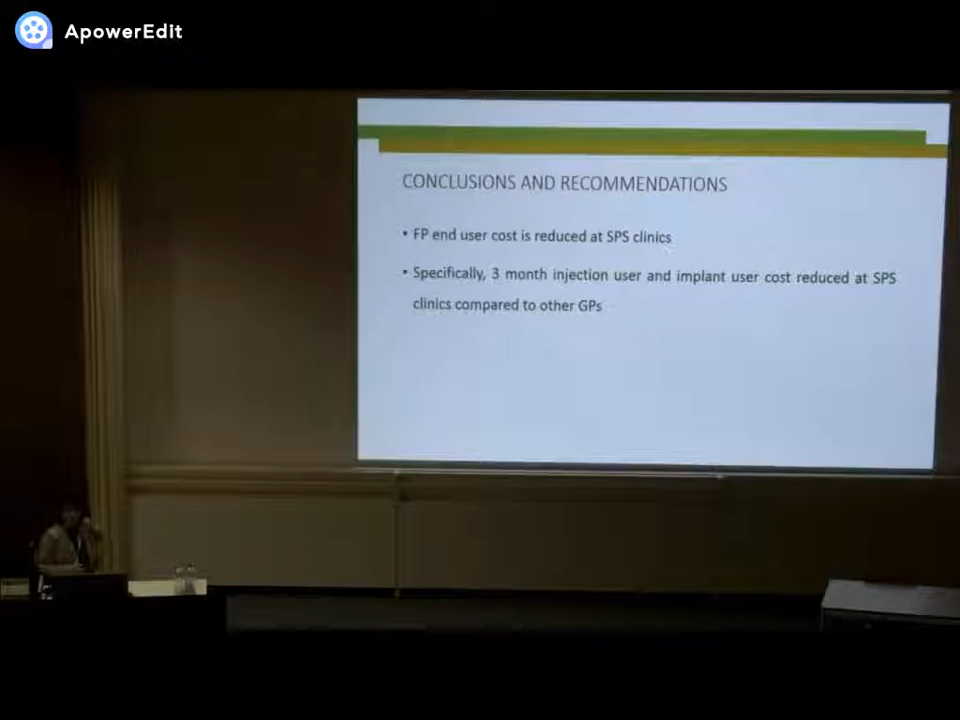 ApowerEdit
CONCLUSIONS AND RECOMMENDATIONS
• FP end user cost is reduced at SPS clinics
• Specifically, 3 month injection user and implant user cost reduced at SPS
clinics compared to other GPs